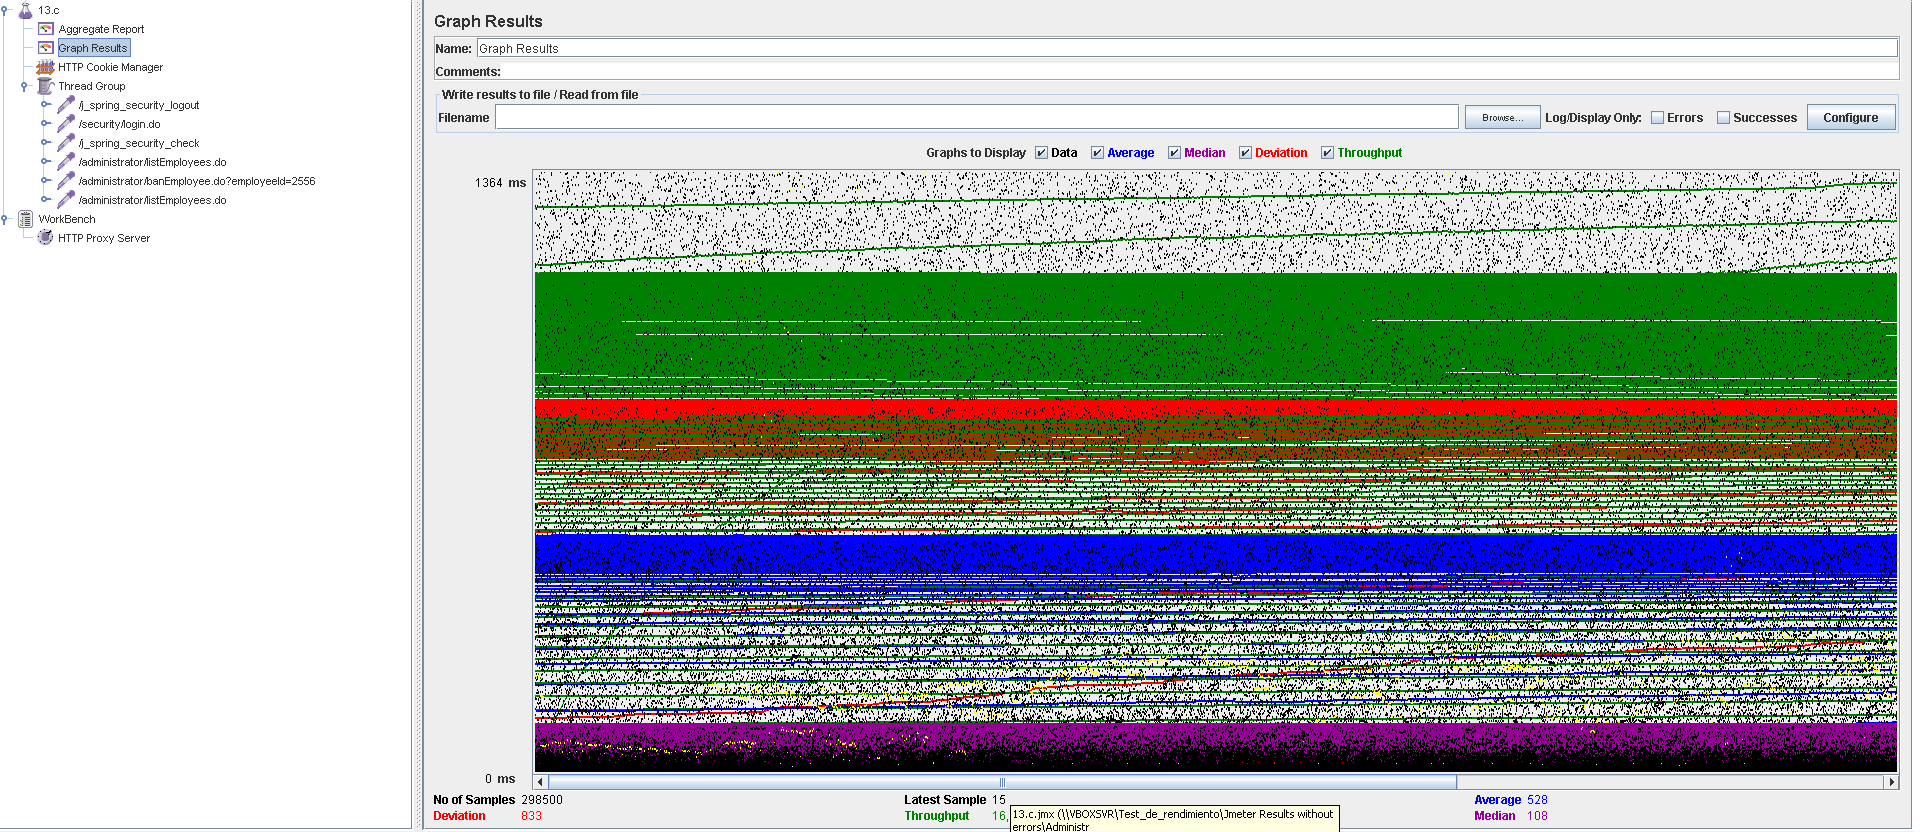 13.c
Aggregate Report
Graph Results
HTTP Cookie Manager
Thread Group
/j_spring_security_logout
/security/login.do
/j_spring_security_check
/administrator/listEmployees.do
/administrator/banEmployee.do?employeeId=2556
/administrator/listEmployees.do
WorkBench
HTTP Proxy Server
Graph Results
Name: Graph Results
Comments:
Write results to file / Read from file
Filename Browse... Log/Display Only: Errors Successes Configure
Graphs to Display Data Average Median Deviation Throughput
1364 ms
0 ms
No of Samples 298500 Latest Sample 15 Average 528
Deviation 833 Throughput 16, Median 108
13.c.jmx (\\VBOXSVR\Test_de_rendimiento\Jmeter Results without
errors\Administr